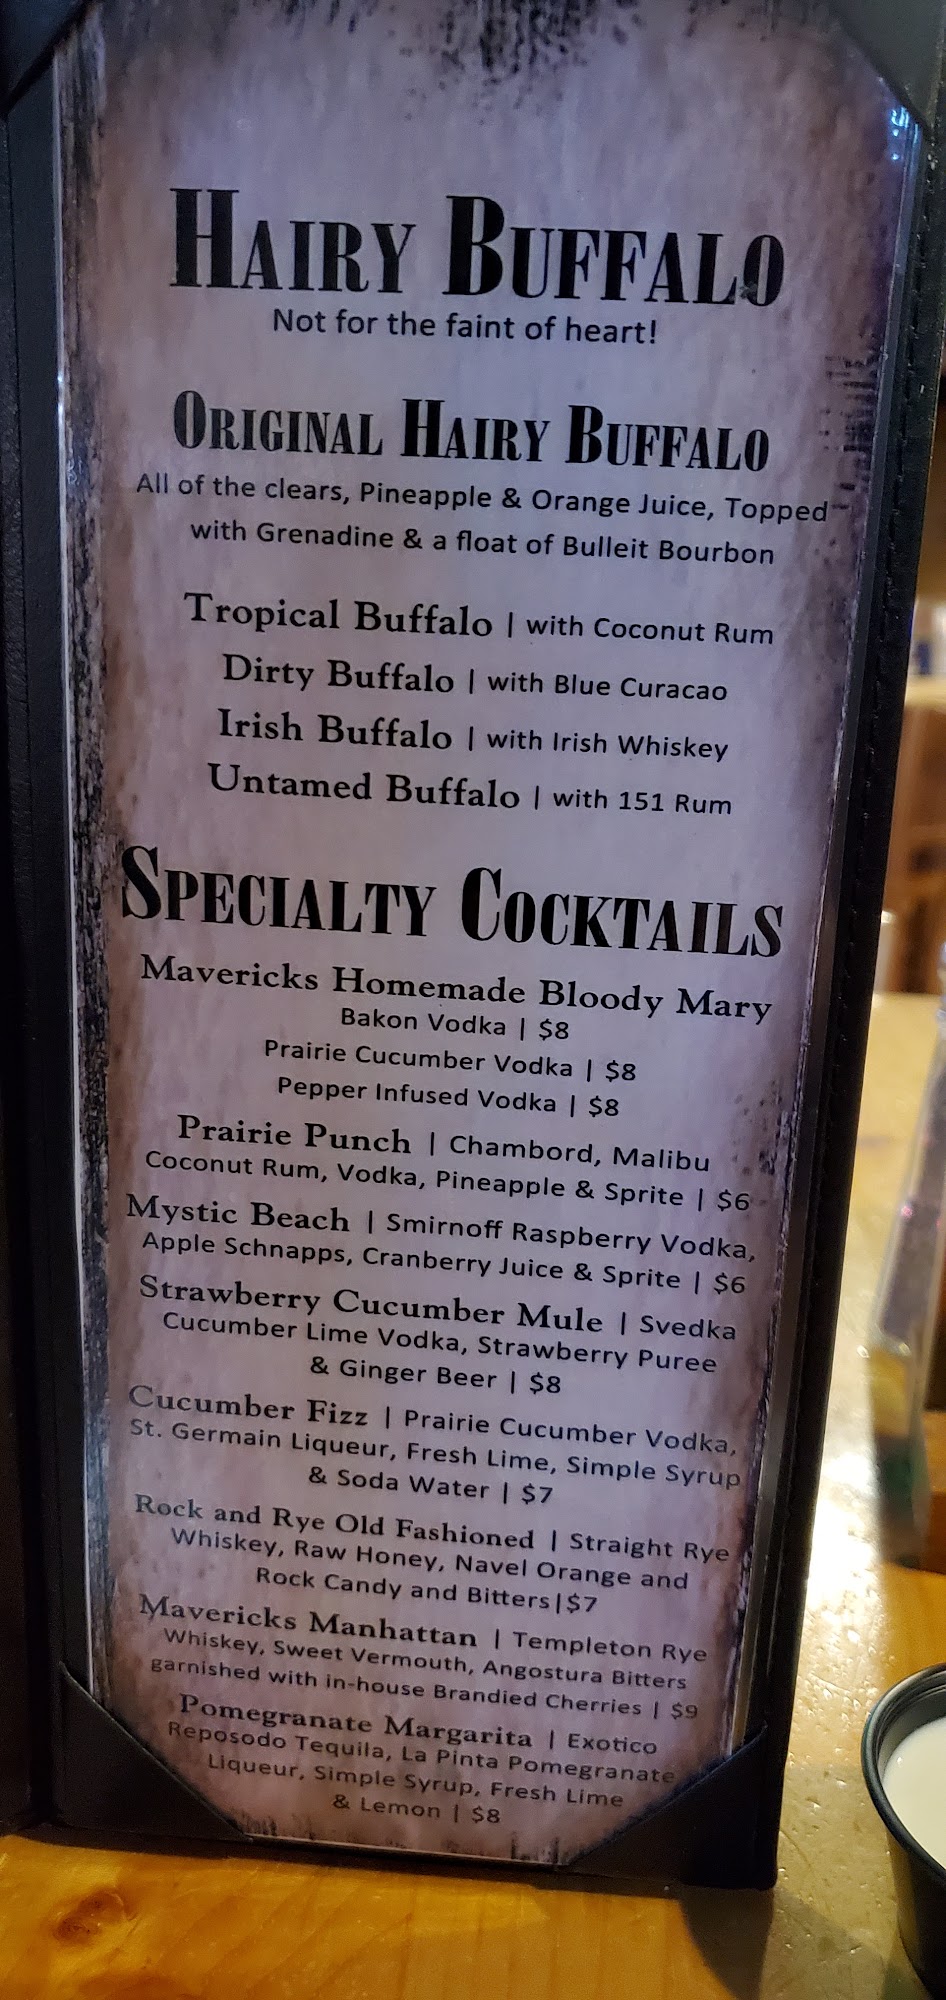 HAIRY BUFFALO
Not for the faint of heart!
ORIGINAL HAIRY BUFFALO
All of the clears, Pineapple & Orange Juice, Topped
with Grenadine & a float of Bulleit Bourbon
Tropical Buffalo | with Coconut Rum
Dirty Buffalo | with Blue Curacao
Irish Buffalo | with Irish Whiskey
Untamed Buffalo | with 151 Rum
SPECIALTY COCKTAILS
Mavericks Homemade Bloody Mary
Bakon Vodka | $8
Prairie Cucumber Vodka | $8
Pepper Infused Vodka | $8
Prairie Punch | Chambord, Malibu
Coconut Rum, Vodka, Pineapple & Sprite | $6
Mystic Beach | Smirnoff Raspberry Vodka,
Apple Schnapps, Cranberry Juice & Sprite | $6
Strawberry Cucumber Mule | Svedka
Cucumber Lime Vodka, Strawberry Puree
& Ginger Beer | $8
Cucumber Fizz | Prairie Cucumber Vodka,
St. Germain Liqueur, Fresh Lime, Simple Syrup
& Soda Water | $7
Rock and Rye Old Fashioned | Straight Rye
Whiskey, Raw Honey, Navel Orange and
Rock Candy and Bitters|$7
Mavericks Manhattan | Templeton Rye
Whiskey, Sweet Vermouth, Angostura Bitters
garnished with in-house Brandied Cherries | $9
Pomegranate Margarita | Exotico
Reposodo Tequila, La Pinta Pomegranate
Liqueur, Simple Syrup, Fresh Lime
& Lemon | $8